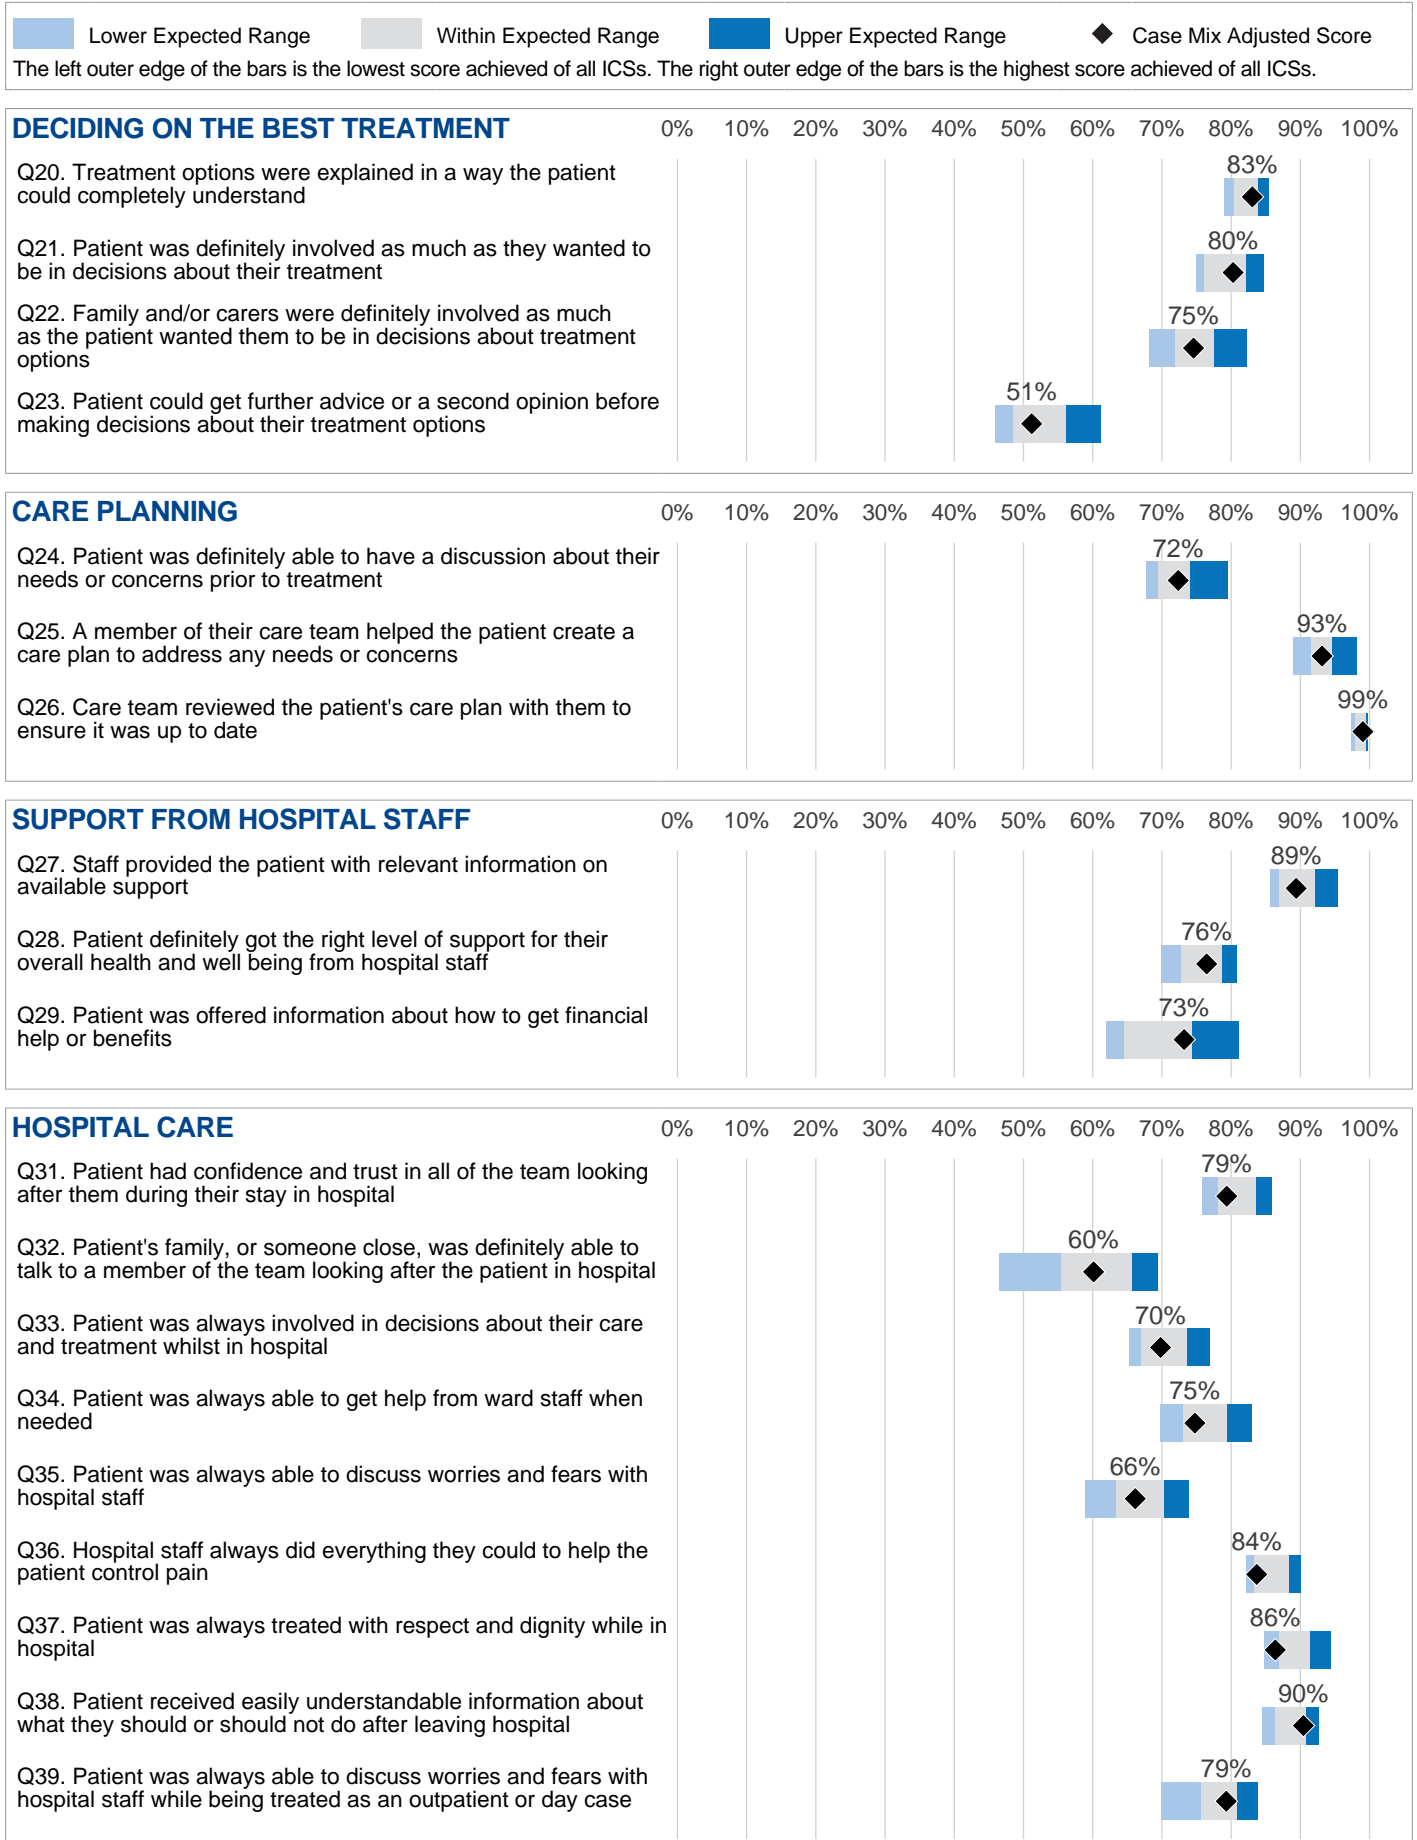 Lower Expected Range Within Expected Range Upper Expected Range Case Mix Adjusted Score
The left outer edge of the bars is the lowest score achieved of all ICSs. The right outer edge of the bars is the highest score achieved of all ICSs.
DECIDING ON THE BEST TREATMENT 0% 10% 20% 30% 40% 50% 60% 70% 80% 90% 100%
83%
Q20. Treatment options were explained in a way the patient
could completely understand
80%
Q21. Patient was definitely involved as much as they wanted to
be in decisions about their treatment
75%
Q22. Family and/or carers were definitely involved as much
as the patient wanted them to be in decisions about treatment
options
51%
Q23. Patient could get further advice or a second opinion before
making decisions about their treatment options
CARE PLANNING 0% 10% 20% 30% 40% 50% 60% 70% 80% 90% 100%
72%
Q24. Patient was definitely able to have a discussion about their
needs or concerns prior to treatment
93%
Q25. A member of their care team helped the patient create a
care plan to address any needs or concerns
99%
Q26. Care team reviewed the patient's care plan with them to
ensure it was up to date
SUPPORT FROM HOSPITAL STAFF 0% 10% 20% 30% 40% 50% 60% 70% 80% 90% 100%
89%
Q27. Staff provided the patient with relevant information on
available support
76%
Q28. Patient definitely got the right level of support for their
overall health and well being from hospital staff
73%
Q29. Patient was offered information about how to get financial
help or benefits
HOSPITAL CARE 0% 10% 20% 30% 40% 50% 60% 70% 80% 90% 100%
79%
Q31. Patient had confidence and trust in all of the team looking
after them during their stay in hospital
60%
Q32. Patient's family, or someone close, was definitely able to
talk to a member of the team looking after the patient in hospital
70%
Q33. Patient was always involved in decisions about their care
and treatment whilst in hospital
75%
Q34. Patient was always able to get help from ward staff when
needed
66%
Q35. Patient was always able to discuss worries and fears with
hospital staff
84%
Q36. Hospital staff always did everything they could to help the
patient control pain
86%
Q37. Patient was always treated with respect and dignity while in
hospital
90%
Q38. Patient received easily understandable information about
what they should or should not do after leaving hospital
79%
Q39. Patient was always able to discuss worries and fears with
hospital staff while being treated as an outpatient or day case